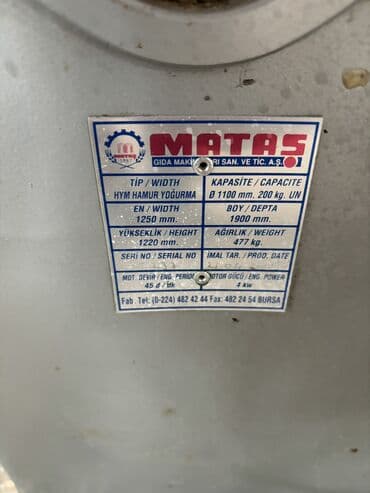 MATAŞ
GIDA MAKİ RI SAN. VE TİC. A.Ş.
TİP / WIDTH
HYM HAMUR YOĞURMA
KAPASİTE / CAPACITE
Ø 1100 mm. 200 kg. UN
EN / WIDTH
1250 mm.
BOY / DEPTA
1900 mm.
YÜKSEKLİK / HEIGHT
1220 mm.
AĞIRLIK / WEIGHT
477 kg.
SERİ NO / SERIAL NO
İMAL TAR. / PROD. DATE
MOT. DEVİR / ENG. PERİOD
45 d / dk
MOTOR GÜCÜ / ENG. POWER
4 kw
Fab. Tel: (0-224) 482 42 44 Fax: 482 24 54 BURSA